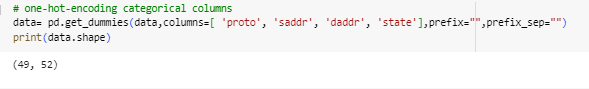 # one-hot-encoding categorical columns
data= pd.get_dummies(data,columns=[ 'proto', 'saddr', 'daddr', 'state'],prefix="",prefix_sep="")
print(data.shape)
(49, 52)